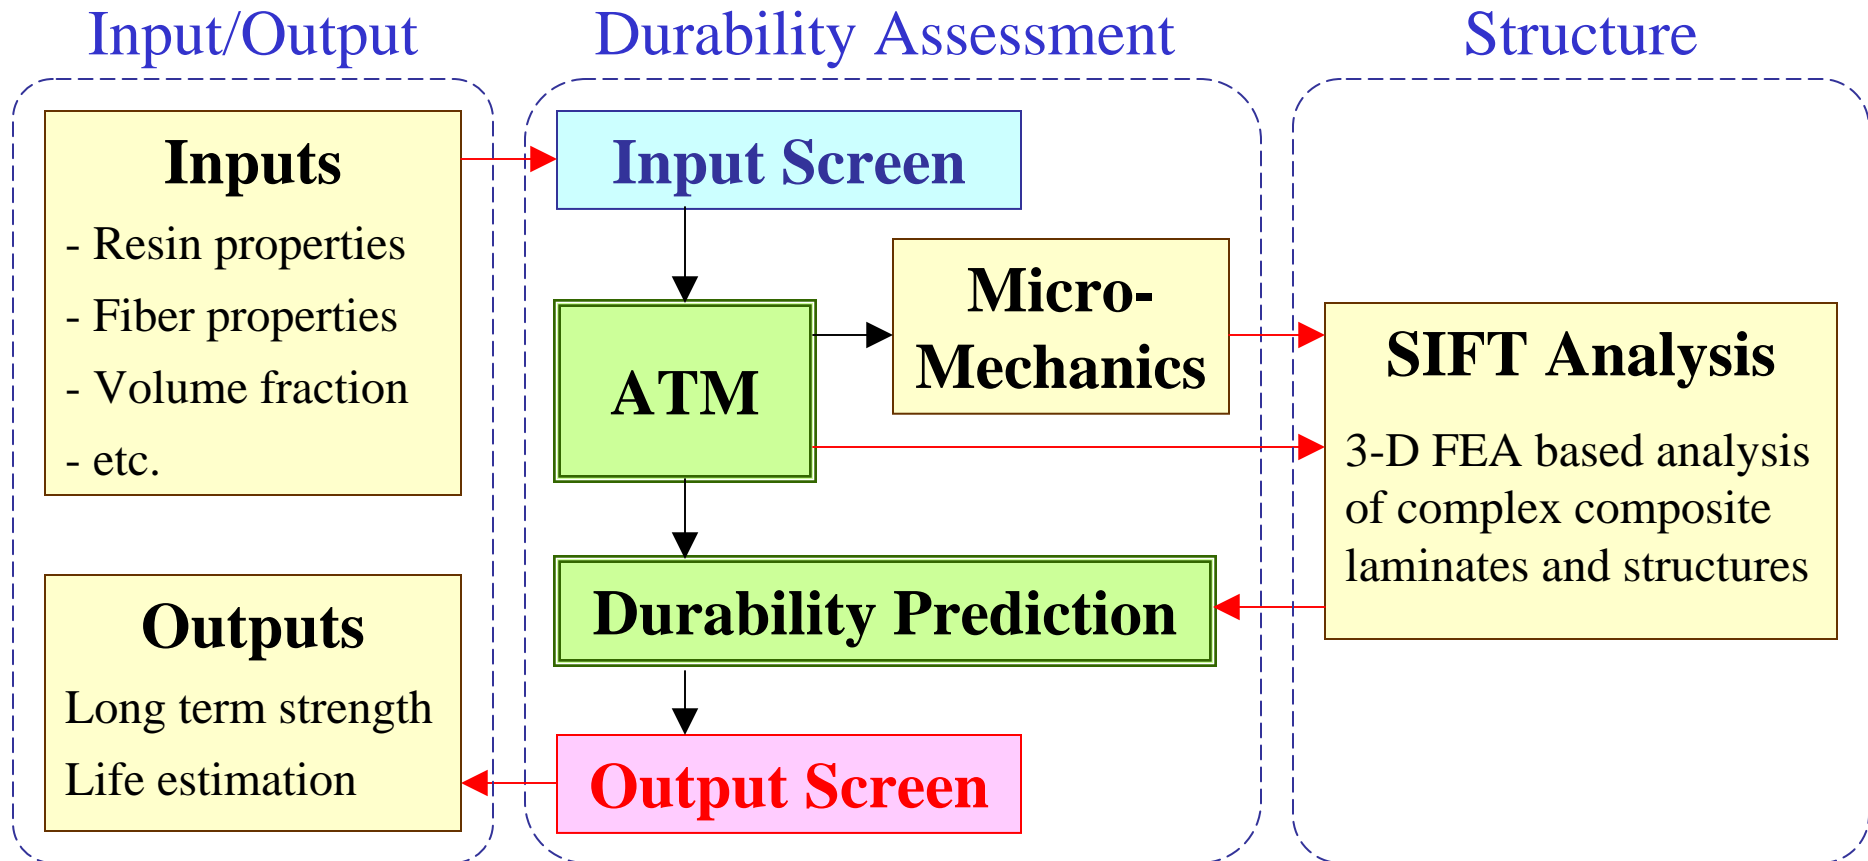 Input/Output
Durability Assessment
Structure
Inputs
- Resin properties
- Fiber properties
- Volume fraction
- etc.
Outputs
Long term strength
Life estimation
Input Screen
ATM
Micro-
Mechanics
Durability Prediction
Output Screen
SIFT Analysis
3-D FEA based analysis
of complex composite
laminates and structures